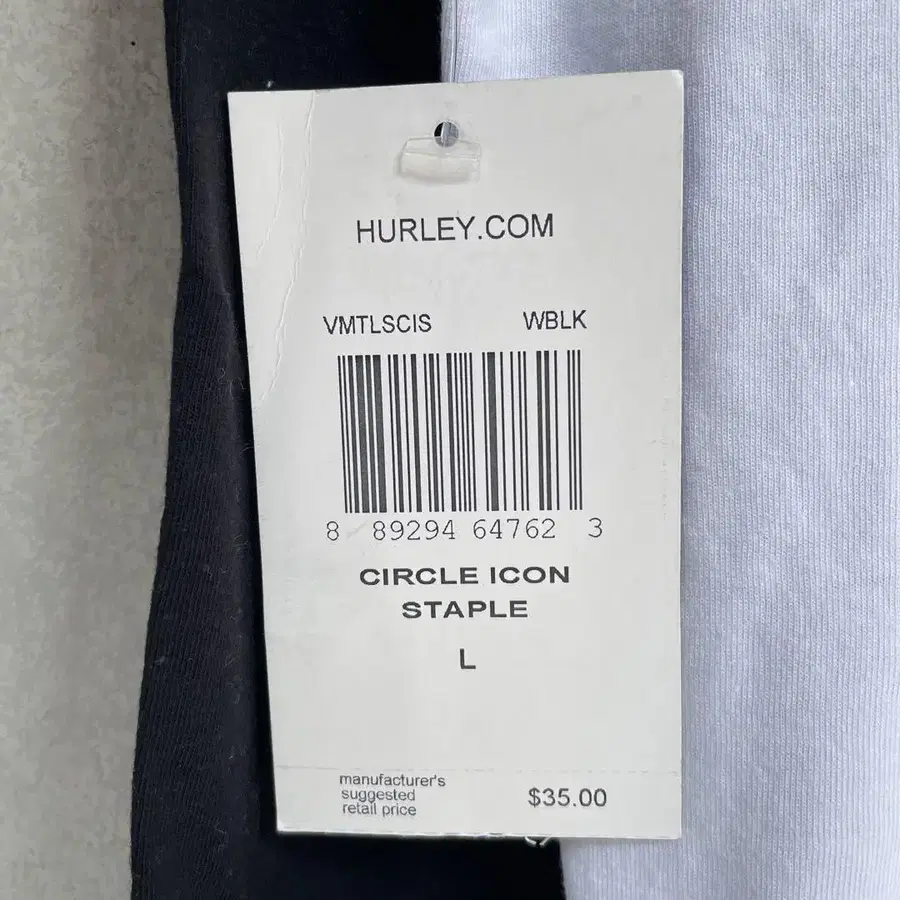 HURLEY.COM
VMTLSCIS WBLK
8 89294 64762 3
CIRCLE ICON
STAPLE
L
manufacturer's
suggested
retail price
$35.00